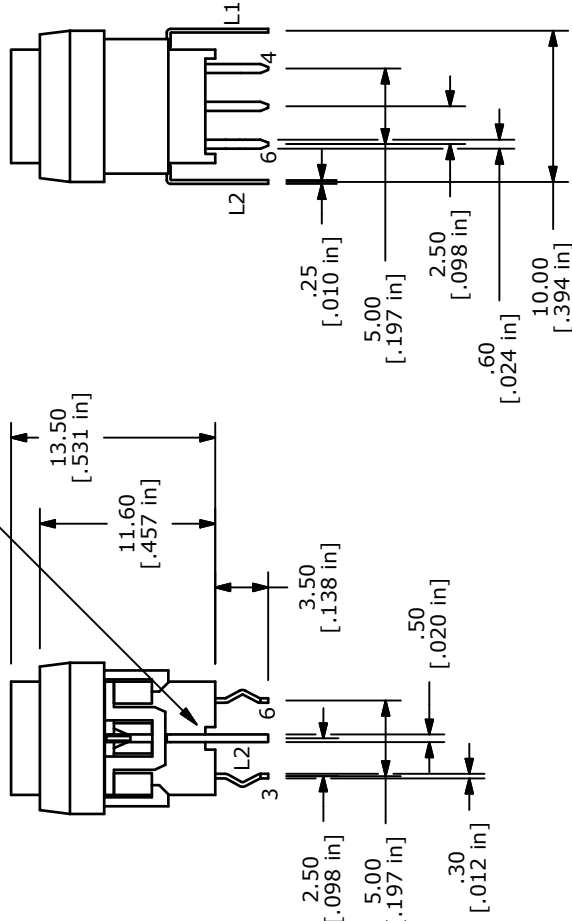 L1
4
6
L2
.25
[.010 in]
5.00
[.197 in]
2.50
[.098 in]
.60
[.024 in]
10.00
[.394 in]
13.50
[.531 in]
11.60
[.457 in]
3.50
[.138 in]
6
L2
3
.50
[.020 in]
2.50
[.098 in]
5.00
[.197 in]
.30
[.012 in]